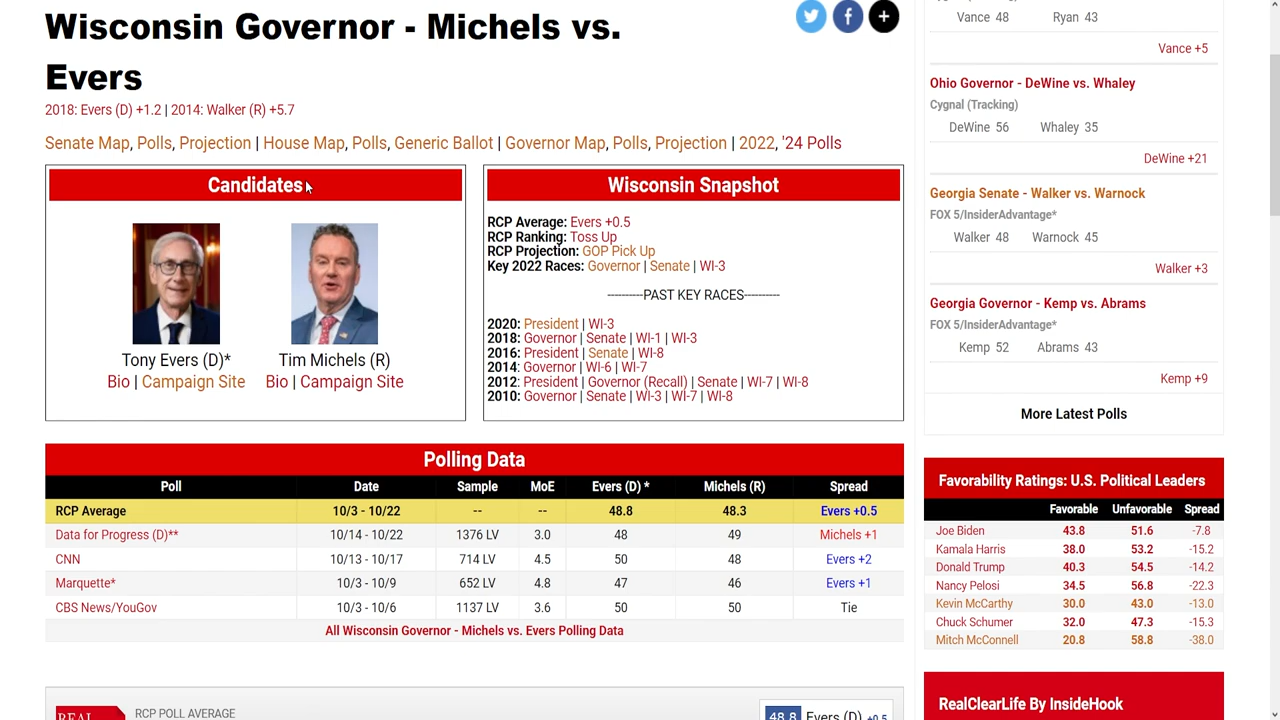 Wisconsin Governor - Michels vs.
Evers
2018: Evers (D) +1.2 | 2014: Walker (R) +5.7
Senate Map, Polls, Projection | House Map, Polls, Generic Ballot | Governor Map, Polls, Projection | 2022, '24 Polls
Candidates
Tony Evers (D)* Tim Michels (R)
Bio | Campaign Site Bio | Campaign Site
Wisconsin Snapshot
RCP Average: Evers +0.5
RCP Ranking: Toss Up
RCP Projection: GOP Pick Up
Key 2022 Races: Governor | Senate | WI-3
----------PAST KEY RACES----------
2020: President | WI-3
2018: Governor | Senate | WI-1 | WI-3
2016: President | Senate | WI-8
2014: Governor | WI-6 | WI-7
2012: President | Governor (Recall) | Senate | WI-7 | WI-8
2010: Governor | Senate | WI-3 | WI-7 | WI-8
Polling Data
Poll Date Sample MoE Evers (D) * Michels (R) Spread
RCP Average 10/3 - 10/22 -- -- 48.8 48.3 Evers +0.5
Data for Progress (D)** 10/14 - 10/22 1376 LV 3.0 48 49 Michels +1
CNN 10/13 - 10/17 714 LV 4.5 50 48 Evers +2
Marquette* 10/3 - 10/9 652 LV 4.8 47 46 Evers +1
CBS News/YouGov 10/3 - 10/6 1137 LV 3.6 50 50 Tie
All Wisconsin Governor - Michels vs. Evers Polling Data
REAL
RCP POLL AVERAGE
48.8 Evers (D) +0.5
Vance 48 Ryan 43
Vance +5
Ohio Governor - DeWine vs. Whaley
Cygnal (Tracking)
DeWine 56 Whaley 35
DeWine +21
Georgia Senate - Walker vs. Warnock
FOX 5/InsiderAdvantage*
Walker 48 Warnock 45
Walker +3
Georgia Governor - Kemp vs. Abrams
FOX 5/InsiderAdvantage*
Kemp 52 Abrams 43
Kemp +9
More Latest Polls
Favorability Ratings: U.S. Political Leaders
Favorable Unfavorable Spread
Joe Biden 43.8 51.6 -7.8
Kamala Harris 38.0 53.2 -15.2
Donald Trump 40.3 54.5 -14.2
Nancy Pelosi 34.5 56.8 -22.3
Kevin McCarthy 30.0 43.0 -13.0
Chuck Schumer 32.0 47.3 -15.3
Mitch McConnell 20.8 58.8 -38.0
RealClearLife By InsideHook